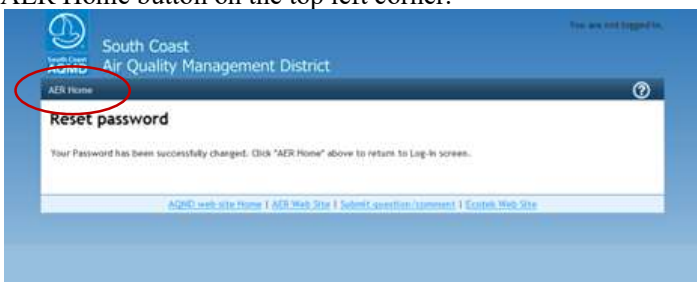 AER Home button on the top left corner.
You are not logged in.
South Coast
South Coast
AQMD Air Quality Management District
AER Home
Reset password
Your Password has been successfully changed. Click "AER Home" above to return to Log-In screen.
AQMD web site Home | AER Web Site | Submit question/comment | Ecotek Web Site